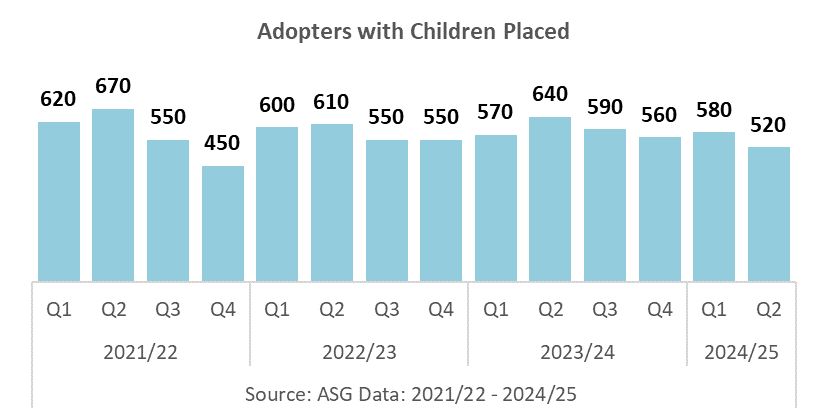 Adopters with Children Placed
620 670 550 450 600 610 550 550 570 640 590 560 580 520
Q1 Q2 Q3 Q4 Q1 Q2 Q3 Q4 Q1 Q2 Q3 Q4 Q1 Q2
2021/22 2022/23 2023/24 2024/25
Source: ASG Data: 2021/22 - 2024/25